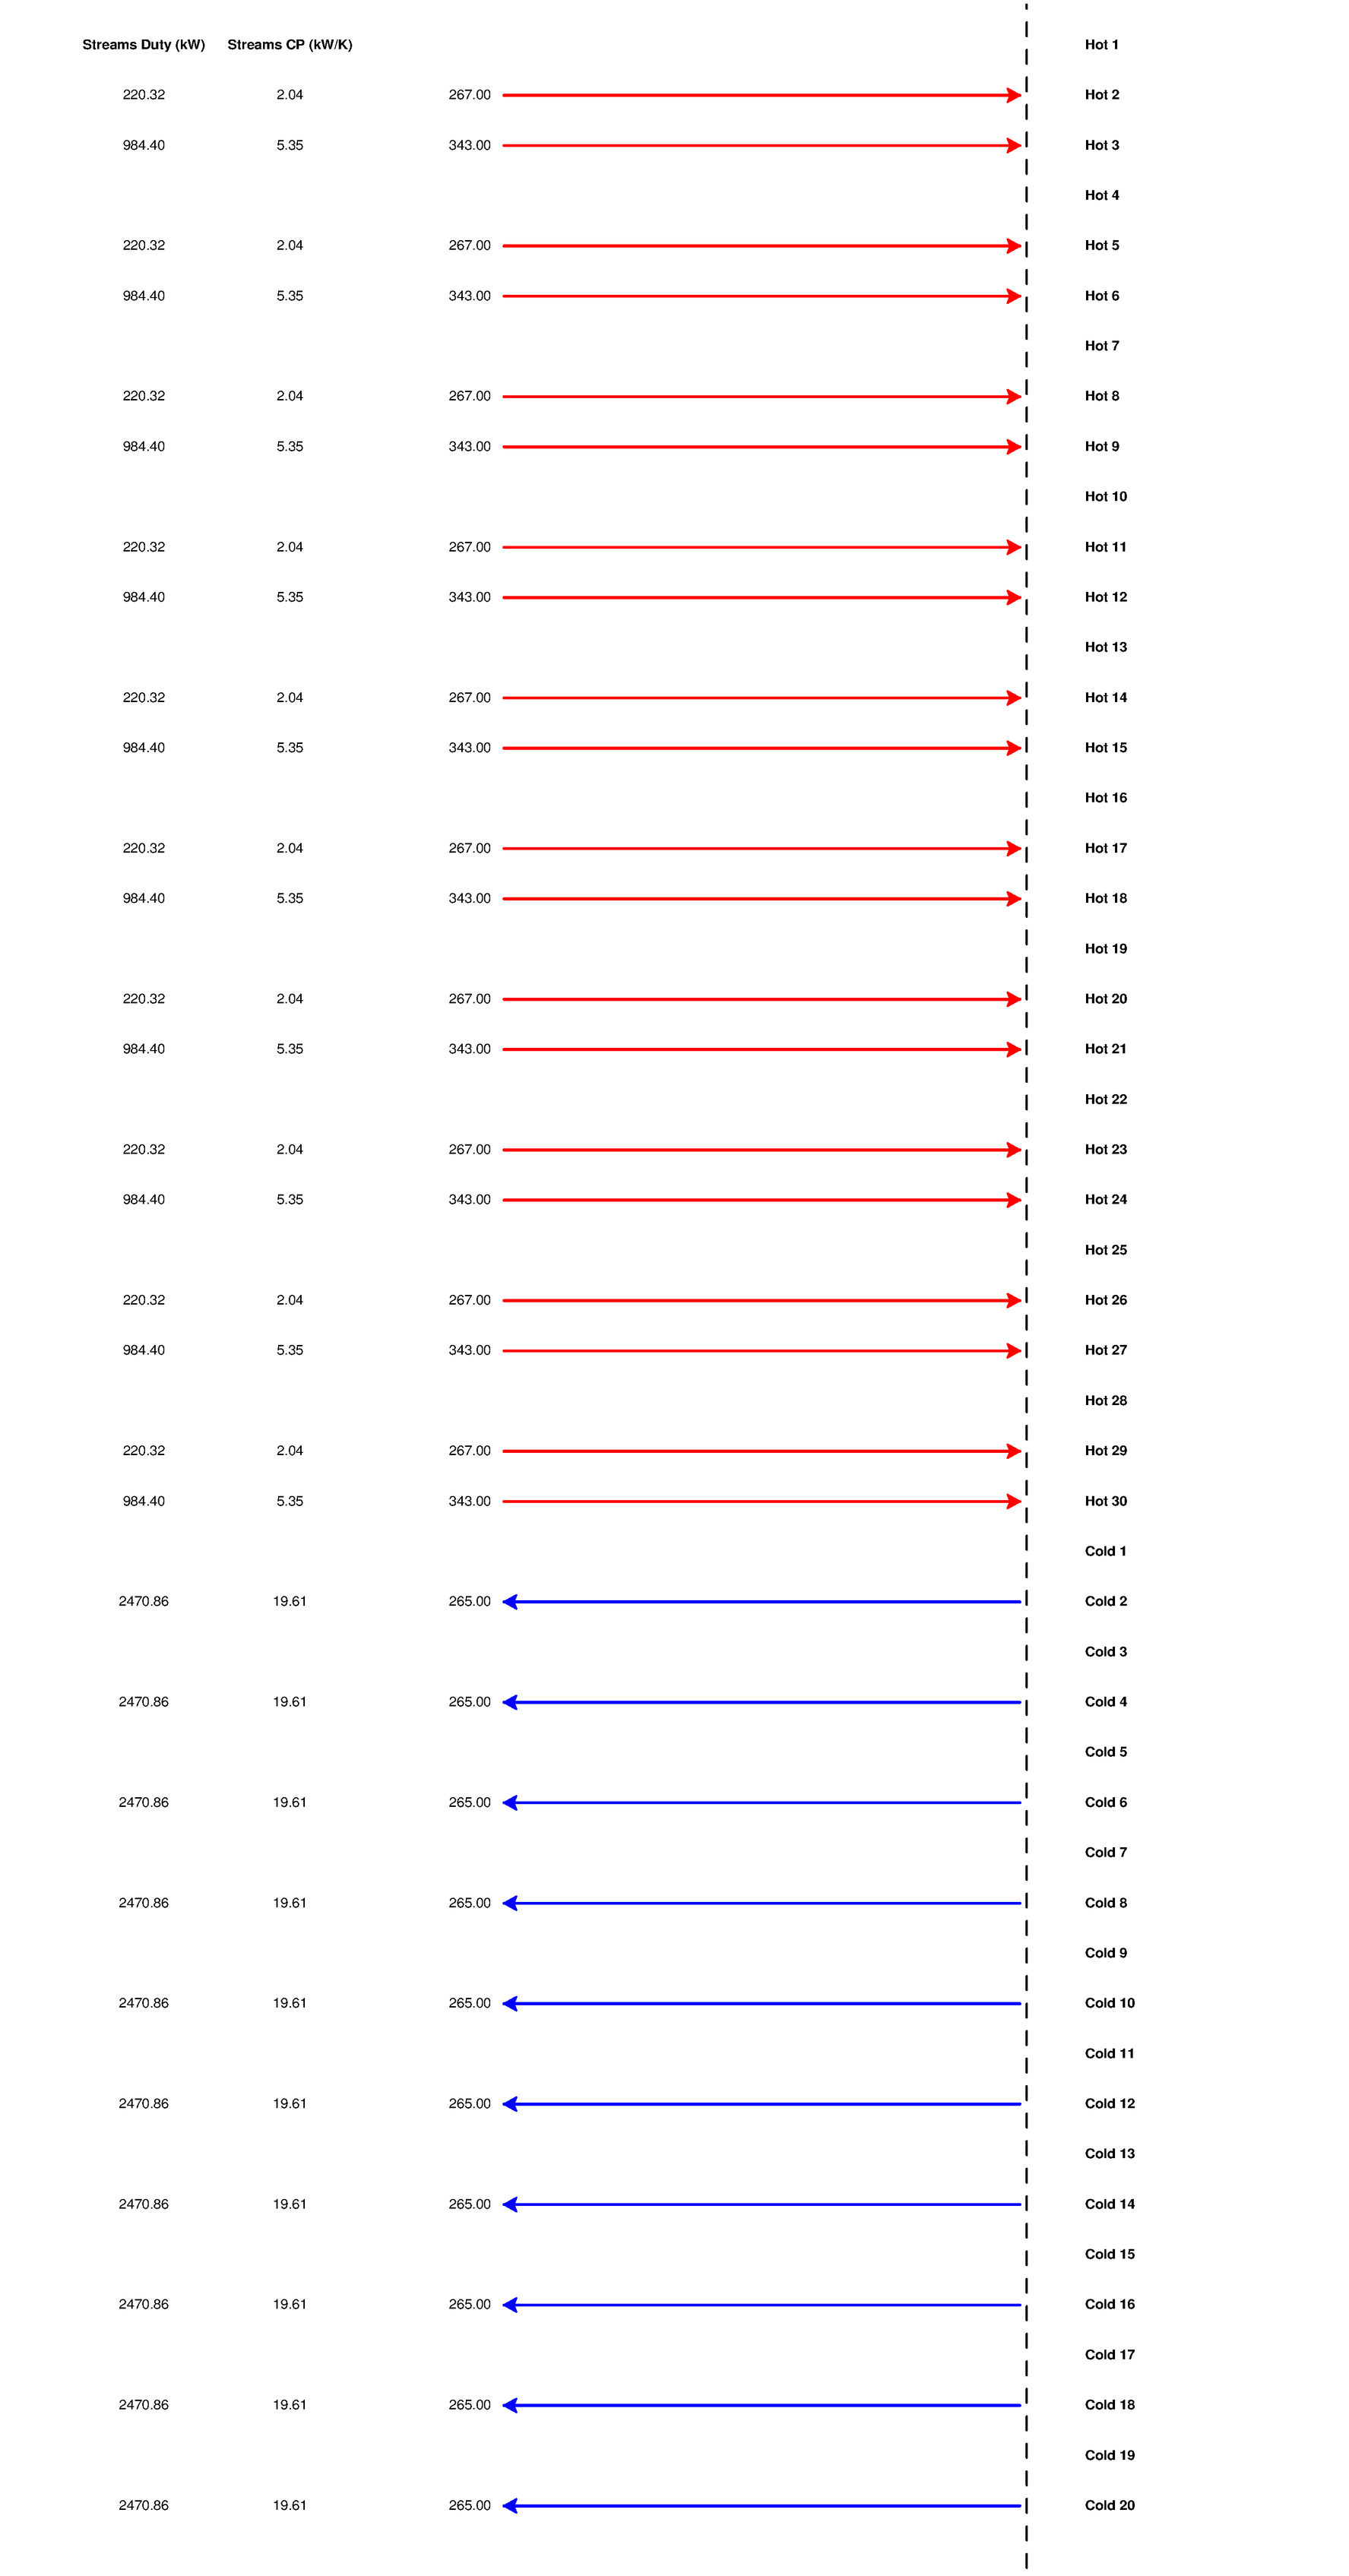 Streams Duty (kW) Streams CP (kW/K) Hot 1
220.32 2.04 267.00 Hot 2
984.40 5.35 343.00 Hot 3
Hot 4
220.32 2.04 267.00 Hot 5
984.40 5.35 343.00 Hot 6
Hot 7
220.32 2.04 267.00 Hot 8
984.40 5.35 343.00 Hot 9
Hot 10
220.32 2.04 267.00 Hot 11
984.40 5.35 343.00 Hot 12
Hot 13
220.32 2.04 267.00 Hot 14
984.40 5.35 343.00 Hot 15
Hot 16
220.32 2.04 267.00 Hot 17
984.40 5.35 343.00 Hot 18
Hot 19
220.32 2.04 267.00 Hot 20
984.40 5.35 343.00 Hot 21
Hot 22
220.32 2.04 267.00 Hot 23
984.40 5.35 343.00 Hot 24
Hot 25
220.32 2.04 267.00 Hot 26
984.40 5.35 343.00 Hot 27
Hot 28
220.32 2.04 267.00 Hot 29
984.40 5.35 343.00 Hot 30
Cold 1
2470.86 19.61 265.00 Cold 2
Cold 3
2470.86 19.61 265.00 Cold 4
Cold 5
2470.86 19.61 265.00 Cold 6
Cold 7
2470.86 19.61 265.00 Cold 8
Cold 9
2470.86 19.61 265.00 Cold 10
Cold 11
2470.86 19.61 265.00 Cold 12
Cold 13
2470.86 19.61 265.00 Cold 14
Cold 15
2470.86 19.61 265.00 Cold 16
Cold 17
2470.86 19.61 265.00 Cold 18
Cold 19
2470.86 19.61 265.00 Cold 20